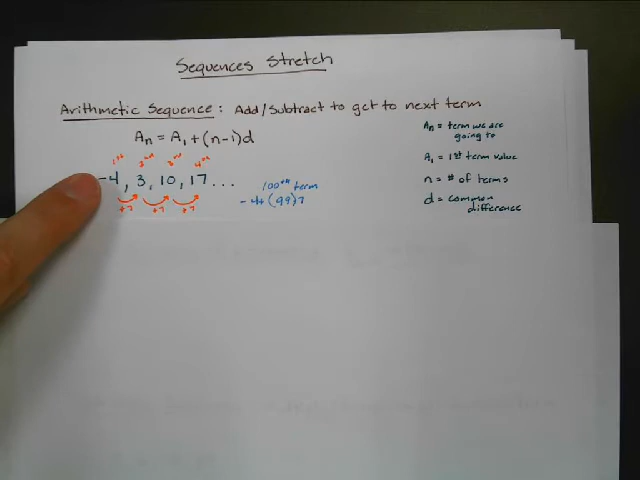 Sequences Stretch
Arithmetic Sequence: Add/Subtract to get to next term
An = A1 + (n-1)d
1st 2nd 3rd 4th
-4, 3, 10, 17...
+7 +7 +7
100th term
-4+(99)7
An = term we are
going to
A1 = 1st term value
n = # of terms
d = common
difference